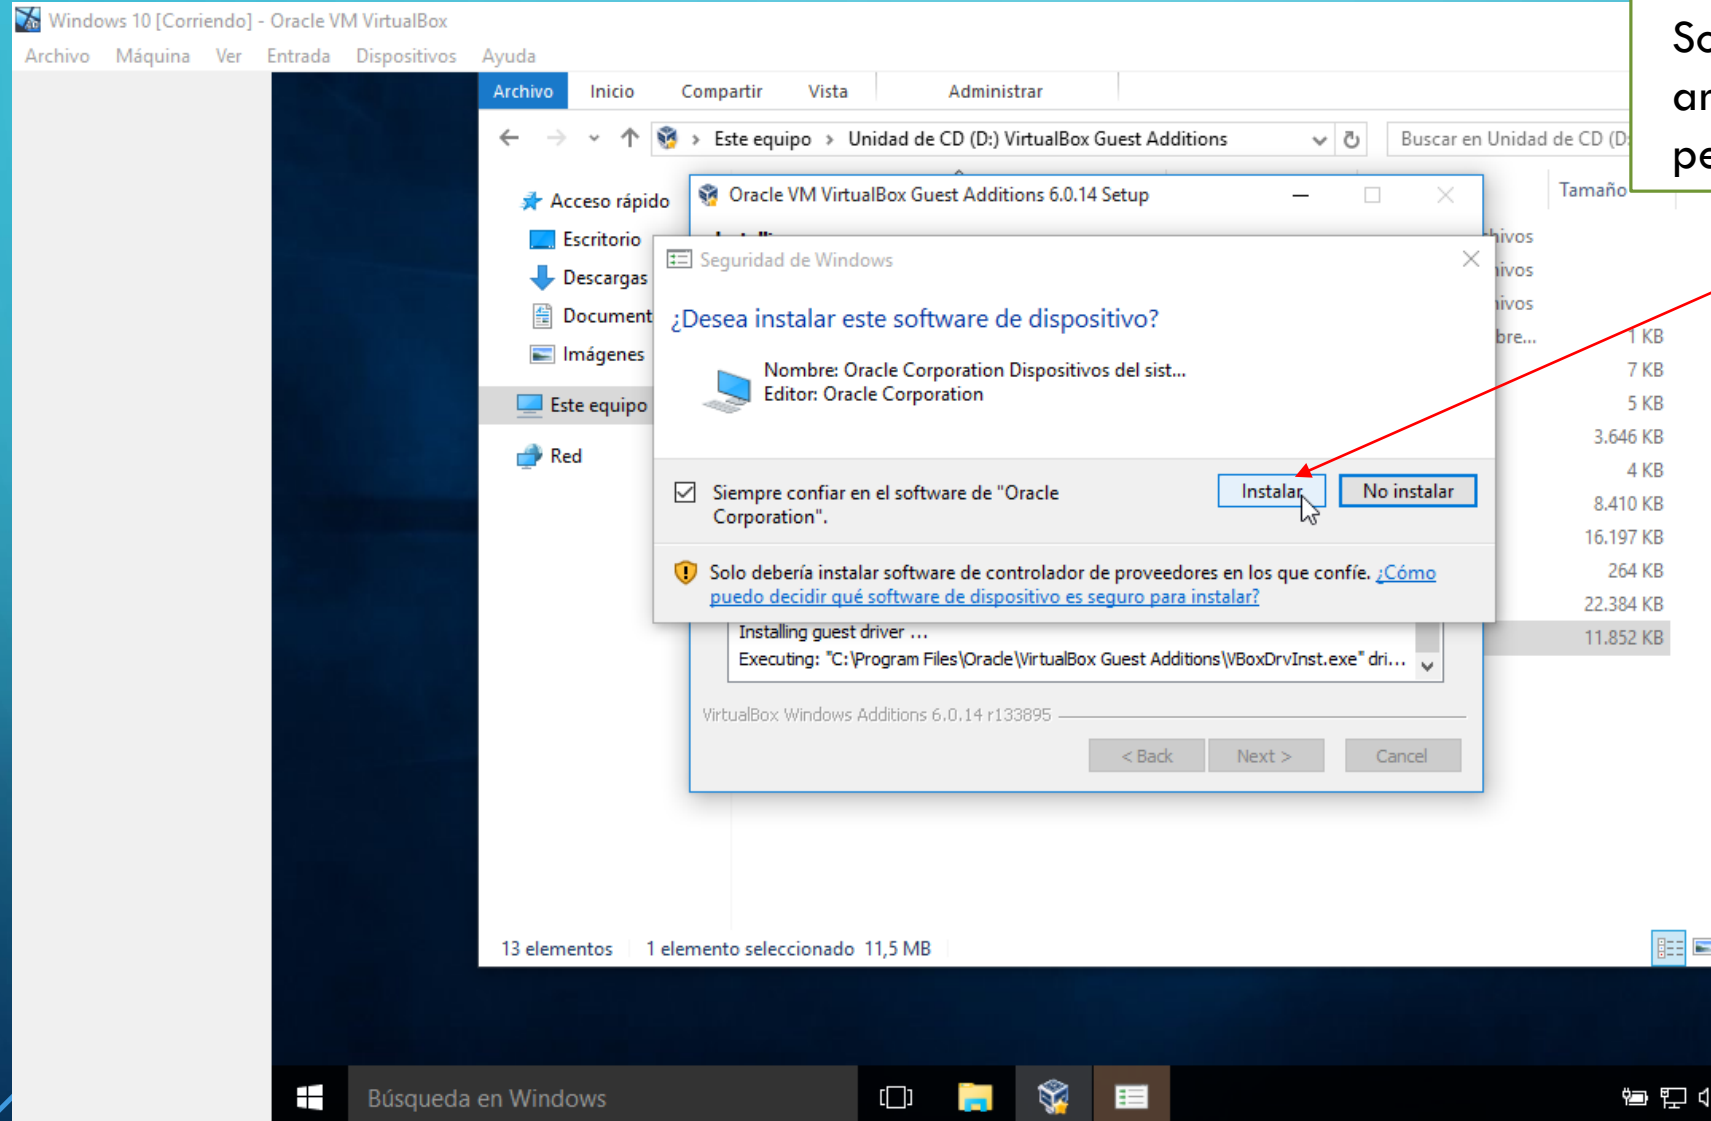 Windows 10 [Corriendo] - Oracle VM VirtualBox
Archivo Máquina Ver Entrada Dispositivos Ayuda
Archivo Inicio Compartir Vista Administrar
Este equipo > Unidad de CD (D:) VirtualBox Guest Additions
Buscar en Unidad de CD (D:
Tamaño
Acceso rápido
Escritorio
Descargas
Document
Imágenes
Este equipo
Red
Oracle VM VirtualBox Guest Additions 6.0.14 Setup
Seguridad de Windows
¿Desea instalar este software de dispositivo?
Nombre: Oracle Corporation Dispositivos del sist...
Editor: Oracle Corporation
Siempre confiar en el software de "Oracle
Corporation".
Instalar No instalar
Solo debería instalar software de controlador de proveedores en los que confíe. ¿Cómo
puedo decidir qué software de dispositivo es seguro para instalar?
Installing guest driver ...
Executing: "C:\Program Files\Oracle\VirtualBox Guest Additions\VBoxDrvInst.exe" dri...
VirtualBox Windows Additions 6.0.14 r133895
< Back Next > Cancel
1 KB
7 KB
5 KB
3.646 KB
4 KB
8.410 KB
16.197 KB
264 KB
22.384 KB
11.852 KB
13 elementos 1 elemento seleccionado 11,5 MB
Búsqueda en Windows